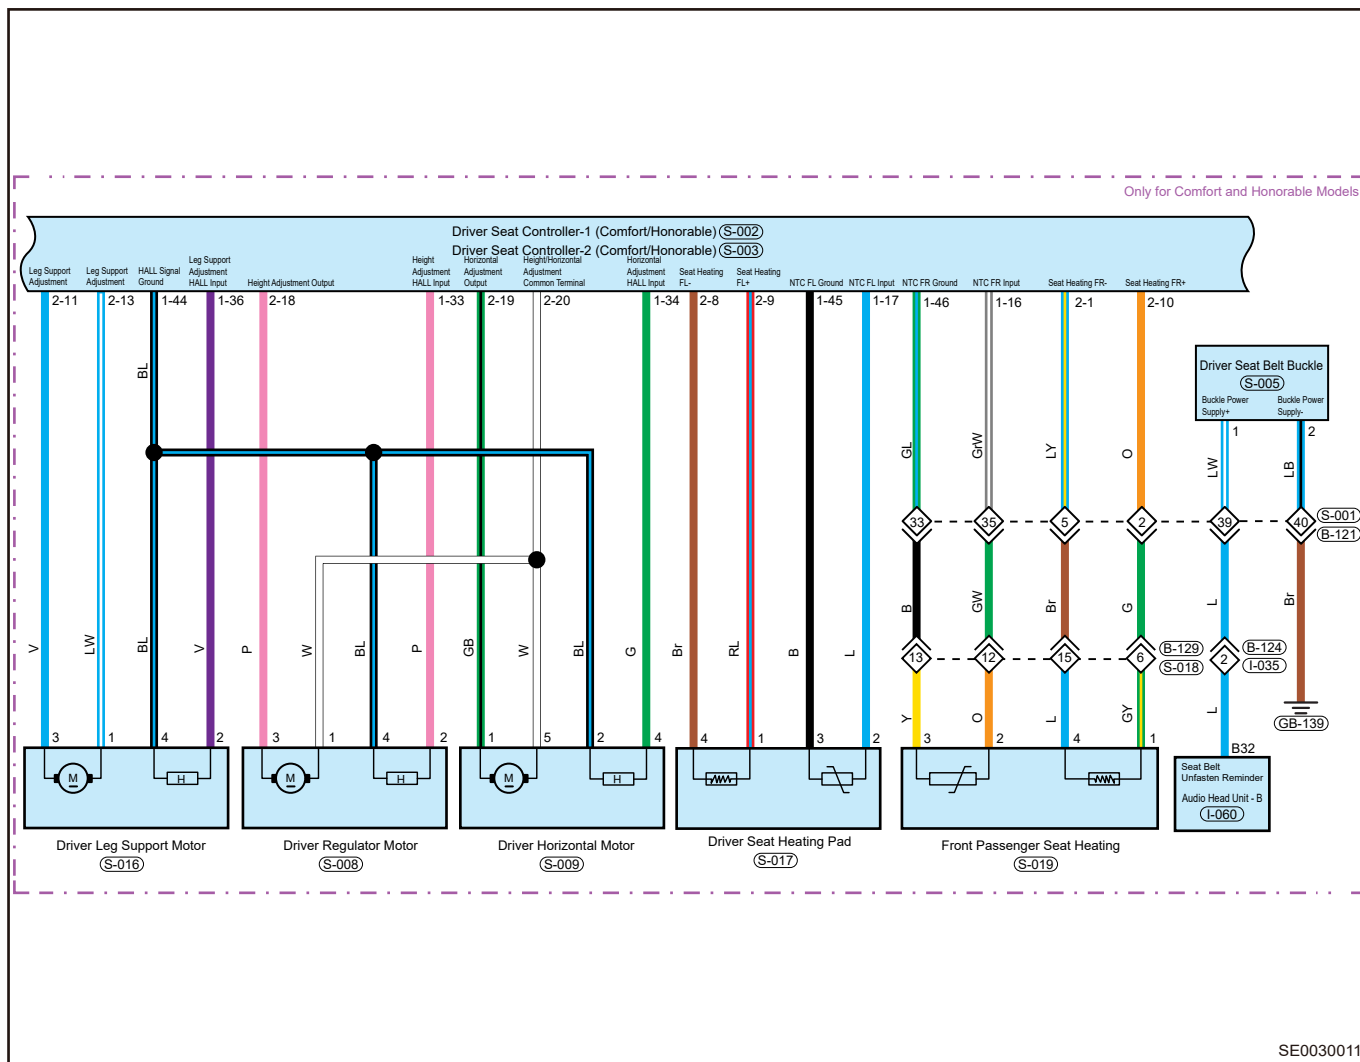 Only for Comfort and Honorable Models
Driver Seat Controller-1 (Comfort/Honorable) S-002
Driver Seat Controller-2 (Comfort/Honorable) S-003
Leg Support
Adjustment
Leg Support
Adjustment
HALL Signal
Ground
Leg Support
Adjustment
HALL Input
Height Adjustment Output
Height
Adjustment
HALL Input
Horizontal
Adjustment
Output
Height/Horizontal
Adjustment
Common Terminal
Horizontal
Adjustment
HALL Input
Seat Heating
FL-
Seat Heating
FL+
NTC FL Ground
NTC FL Input
NTC FR Ground
NTC FR Input
Seat Heating FR-
Seat Heating FR+
2-11 2-13 1-44 1-36 2-18 1-33 2-19 2-20 1-34 2-8 2-9 1-45 1-17 1-46 1-16 2-1 2-10
Driver Seat Belt Buckle
S-005
Buckle Power
Supply+
Buckle Power
Supply-
1 2
BL GL GrW LY O LW LB
33 35 5 2 39 40 S-001
B-121
V LW BL V P W BL P GB W BL G Br RL B L B GW Br G L Br
13 12 15 6 B-129
S-018
2 B-124
I-035
Y O L GY L
GB-139
3 1 4 2 3 1 4 2 1 5 2 4 4 1 3 2 3 2 4 1 B32
M H M H M H
Seat Belt
Unfasten Reminder
Audio Head Unit - B
I-060
Driver Leg Support Motor
S-016
Driver Regulator Motor
S-008
Driver Horizontal Motor
S-009
Driver Seat Heating Pad
S-017
Front Passenger Seat Heating
S-019
SE0030011